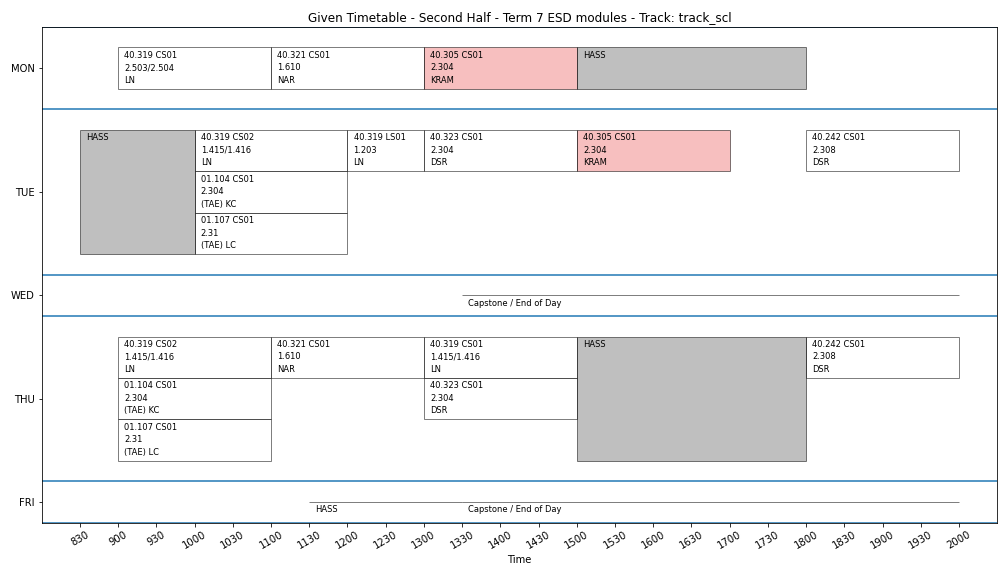 Given Timetable - Second Half - Term 7 ESD modules - Track: track_scl
MON
40.319 CS01
2.503/2.504
LN
40.321 CS01
1.610
NAR
40.305 CS01
2.304
KRAM
HASS
TUE
HASS
40.319 CS02
1.415/1.416
LN
01.104 CS01
2.304
(TAE) KC
01.107 CS01
2.31
(TAE) LC
40.319 LS01
1.203
LN
40.323 CS01
2.304
DSR
40.305 CS01
2.304
KRAM
40.242 CS01
2.308
DSR
WED
Capstone / End of Day
THU
40.319 CS02
1.415/1.416
LN
01.104 CS01
2.304
(TAE) KC
01.107 CS01
2.31
(TAE) LC
40.321 CS01
1.610
NAR
40.319 CS01
1.415/1.416
LN
40.323 CS01
2.304
DSR
HASS
40.242 CS01
2.308
DSR
FRI
HASS
Capstone / End of Day
830 900 930 1000 1030 1100 1130 1200 1230 1300 1330 1400 1430 1500 1600 1630 1700 1730 1800 1830 1900 1930 2000
Time